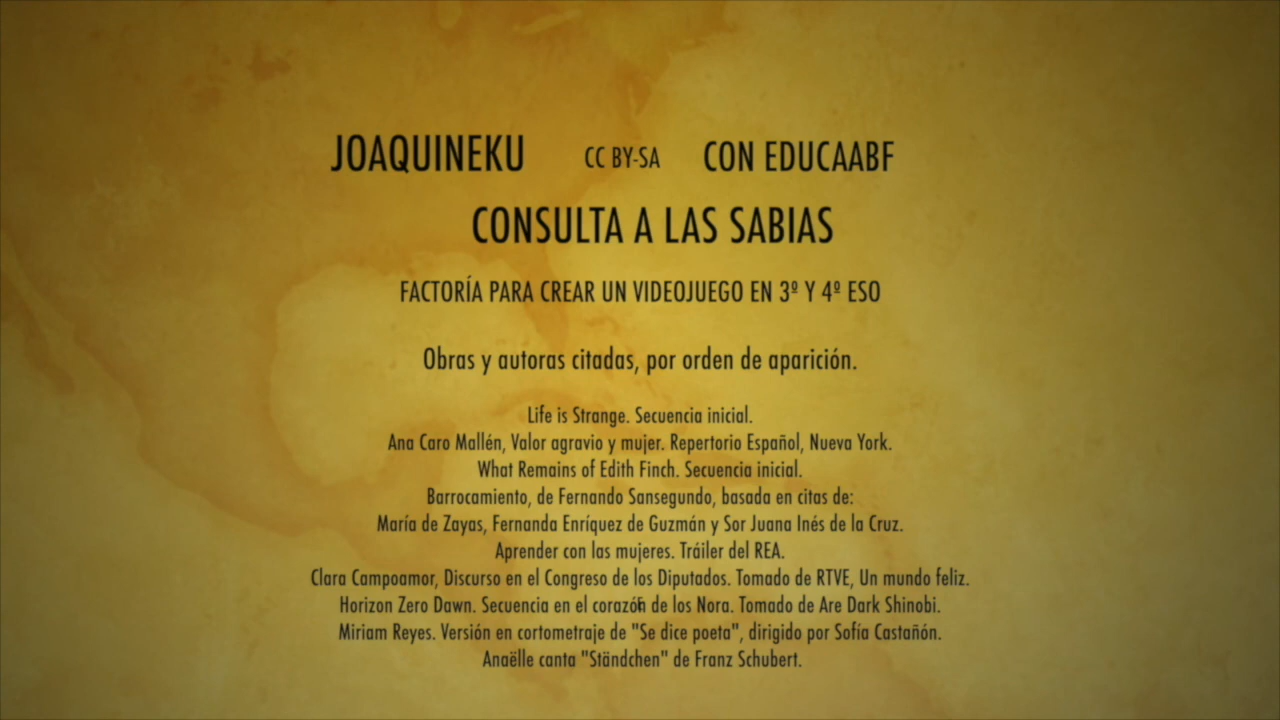 JOAQUINEKU CC BY-SA CON EDUCAABF
CONSULTA A LAS SABIAS
FACTORÍA PARA CREAR UN VIDEOJUEGO EN 3º Y 4º ESO
Obras y autoras citadas, por orden de aparición.
Life is Strange. Secuencia inicial.
Ana Caro Mallén, Valor agravio y mujer. Repertorio Español, Nueva York.
What Remains of Edith Finch. Secuencia inicial.
Barrocamiento, de Fernando Sansegundo, basada en citas de:
María de Zayas, Fernanda Enríquez de Guzmán y Sor Juana Inés de la Cruz.
Aprender con las mujeres. Tráiler del REA.
Clara Campoamor, Discurso en el Congreso de los Diputados. Tomado de RTVE, Un mundo feliz.
Horizon Zero Dawn. Secuencia en el corazón de los Nora. Tomado de Are Dark Shinobi.
Miriam Reyes. Versión en cortometraje de "Se dice poeta", dirigido por Sofía Castañón.
Anaëlle canta "Ständchen" de Franz Schubert.